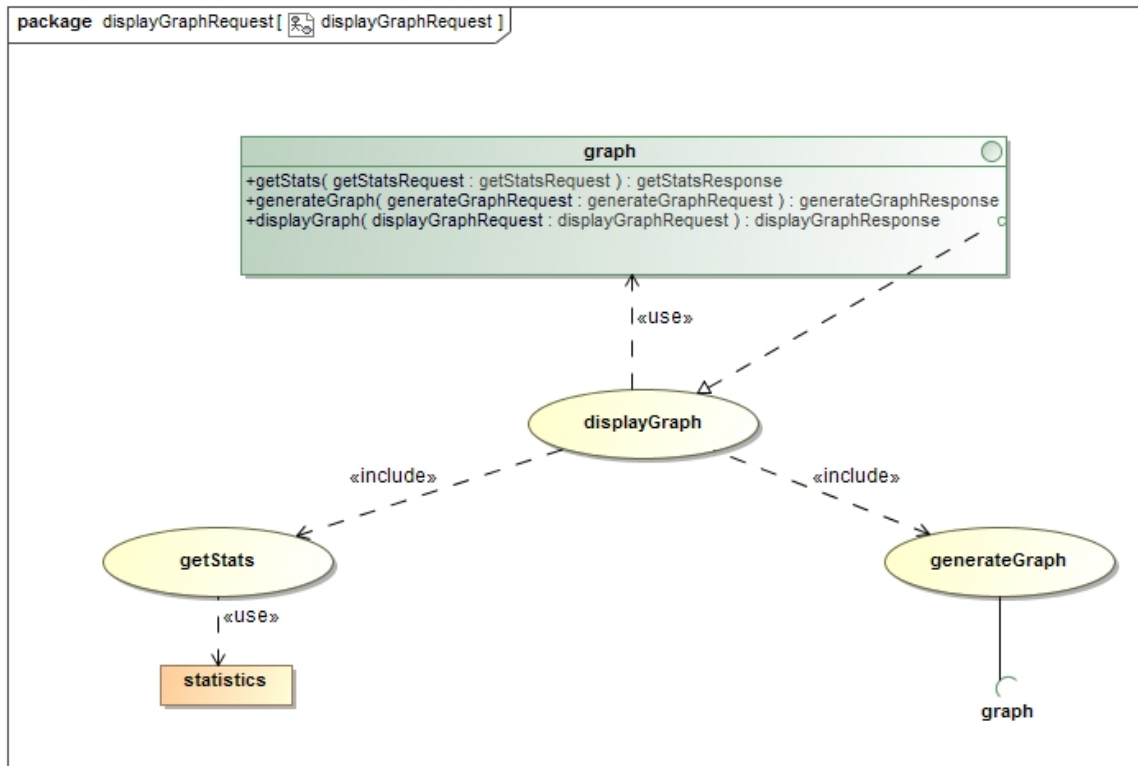 package displayGraphRequest [ displayGraphRequest ]
graph
+getStats( getStatsRequest : getStatsRequest ) : getStatsResponse
+generateGraph( generateGraphRequest : generateGraphRequest ) : generateGraphResponse
+displayGraph( displayGraphRequest : displayGraphRequest ) : displayGraphResponse
«use»
displayGraph
«include»
«include»
getStats
generateGraph
«use»
statistics
graph